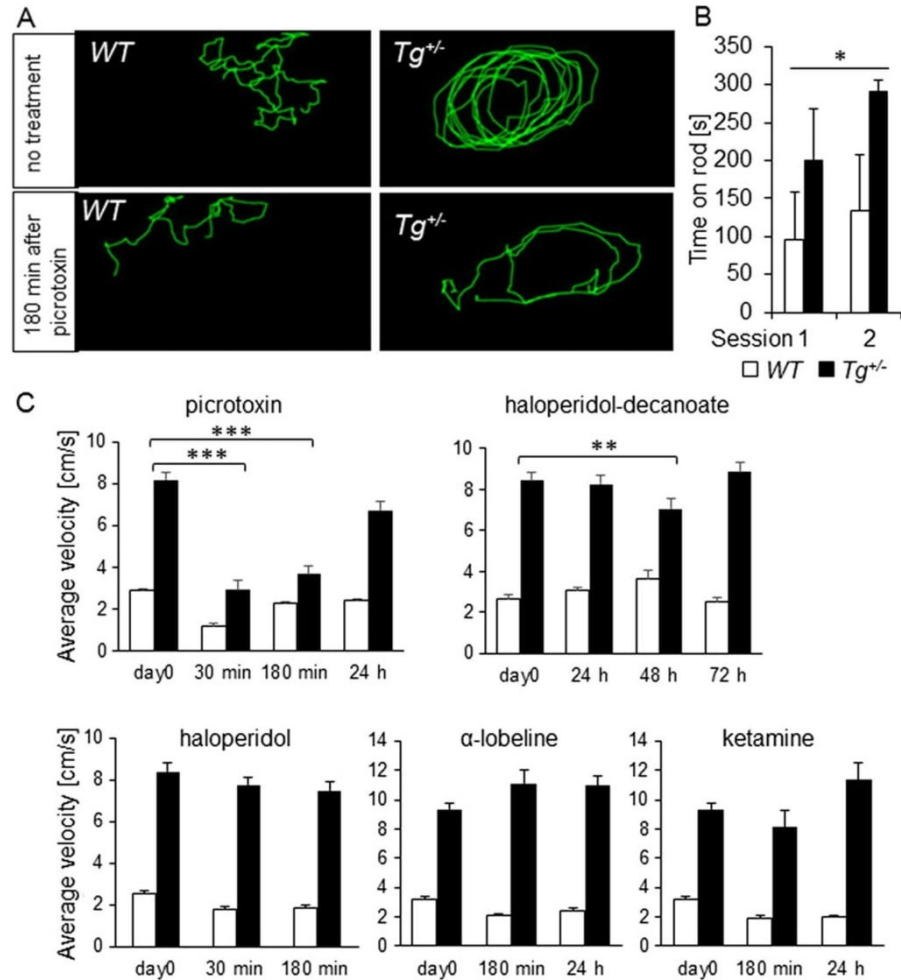 A
B
no treatment
WT
Tg+/-
180 min after
picrotoxin
WT
Tg+/-
Time on rod [s]
350
300
250
200
150
100
50
0
*
Session 1 2
WT Tg+/-
C
picrotoxin
Average velocity [cm/s]
10
8
6
4
2
0
***
***
day0 30 min 180 min 24 h
haloperidol-decanoate
10
8
6
4
2
0
**
day0 24 h 48 h 72 h
haloperidol
Average velocity [cm/s]
10
8
6
4
2
0
day0 30 min 180 min
α-lobeline
14
12
10
8
6
4
2
0
day0 180 min 24 h
ketamine
14
12
10
8
6
4
2
0
day0 180 min 24 h